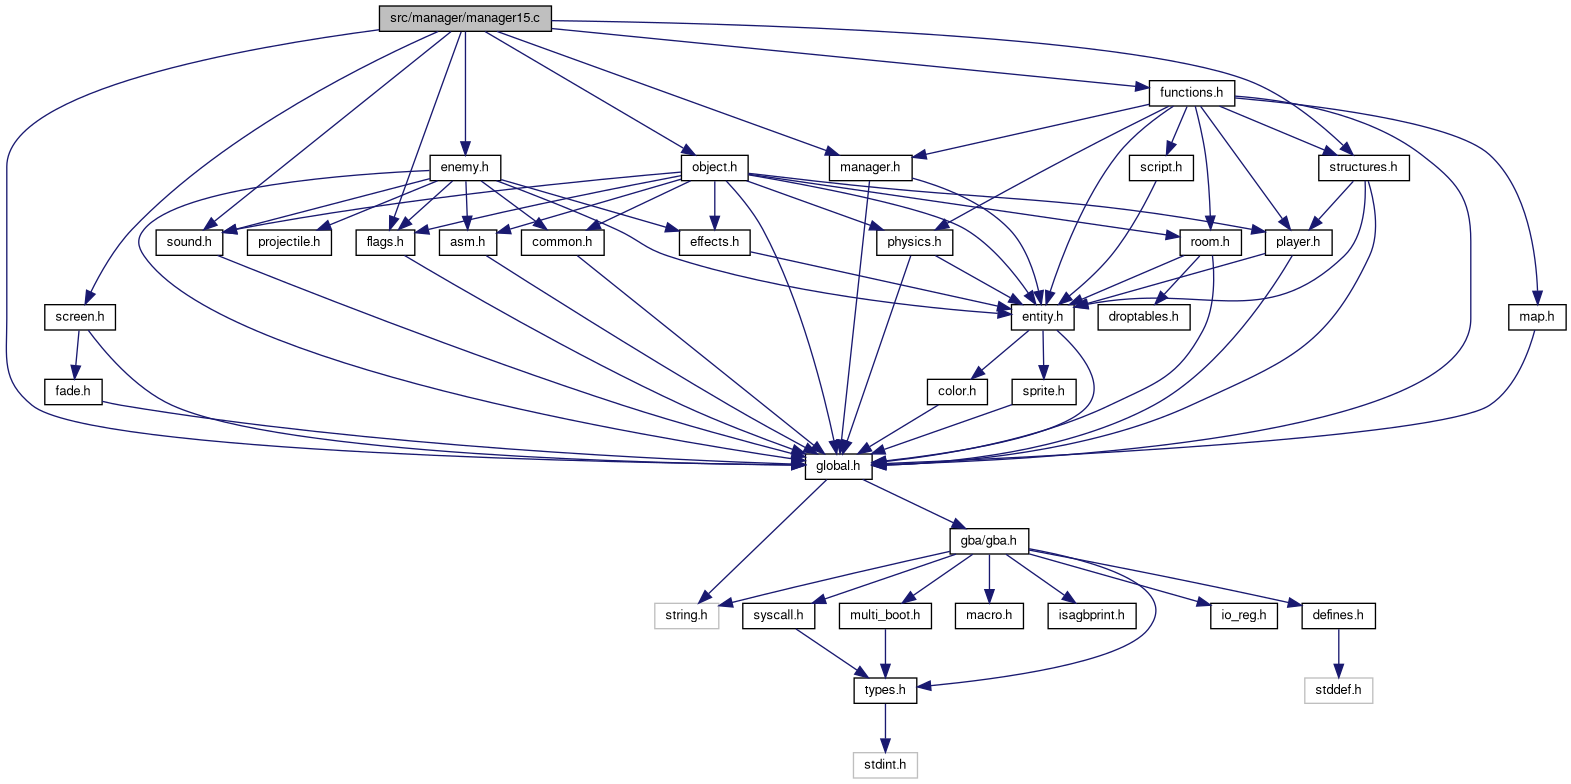 src/manager/manager15.c
functions.h
enemy.h
object.h
manager.h
script.h
structures.h
sound.h
projectile.h
flags.h
asm.h
common.h
effects.h
physics.h
room.h
player.h
screen.h
entity.h
droptables.h
map.h
fade.h
color.h
sprite.h
global.h
gba/gba.h
string.h
syscall.h
multi_boot.h
macro.h
isagbprint.h
io_reg.h
defines.h
types.h
stddef.h
stdint.h